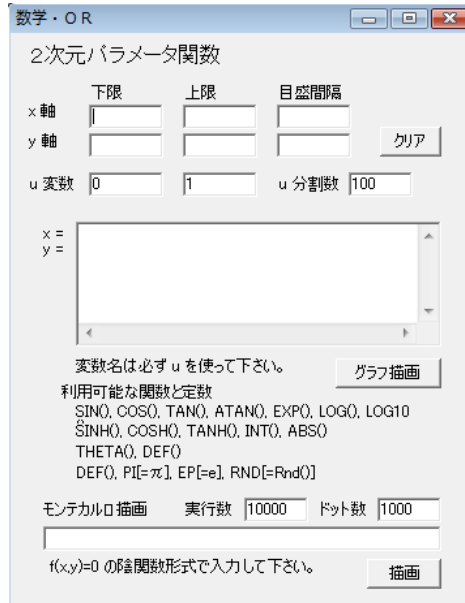 数学・OR
2次元パラメータ関数
下限 上限 目盛間隔
x 軸
y 軸 クリア
u 変数 0 1 u 分割数 100
x =
y =
変数名は必ず u を使って下さい。 グラフ描画
利用可能な関数と定数
SIN(), COS(), TAN(), ATAN(), EXP(), LOG(), LOG10
SINH(), COSH(), TANH(), INT(), ABS()
THETA(), DEF()
DEF(), PI[=π], EP[=e], RND[=Rnd()]
モンテカルロ描画 実行数 10000 ドット数 1000
f(x,y)=0 の陰関数形式で入力して下さい。 描画